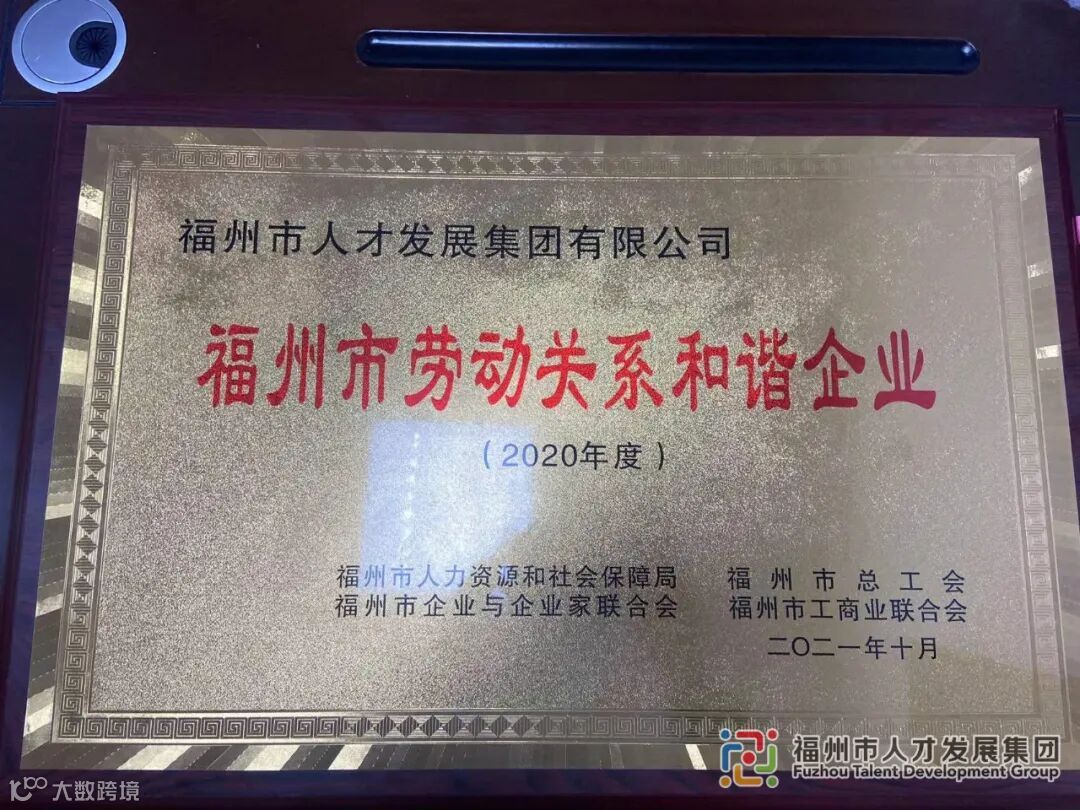 福州市人才发展集团有限公司
福州市劳动关系和谐企业
（2020年度）
福州市人力资源和社会保障局 福州市总工会
福州市企业与企业家联合会 福州市工商业联合会
二〇二一年十月
福州市人才发展集团
Fuzhou Talent Development Group
大数跨境